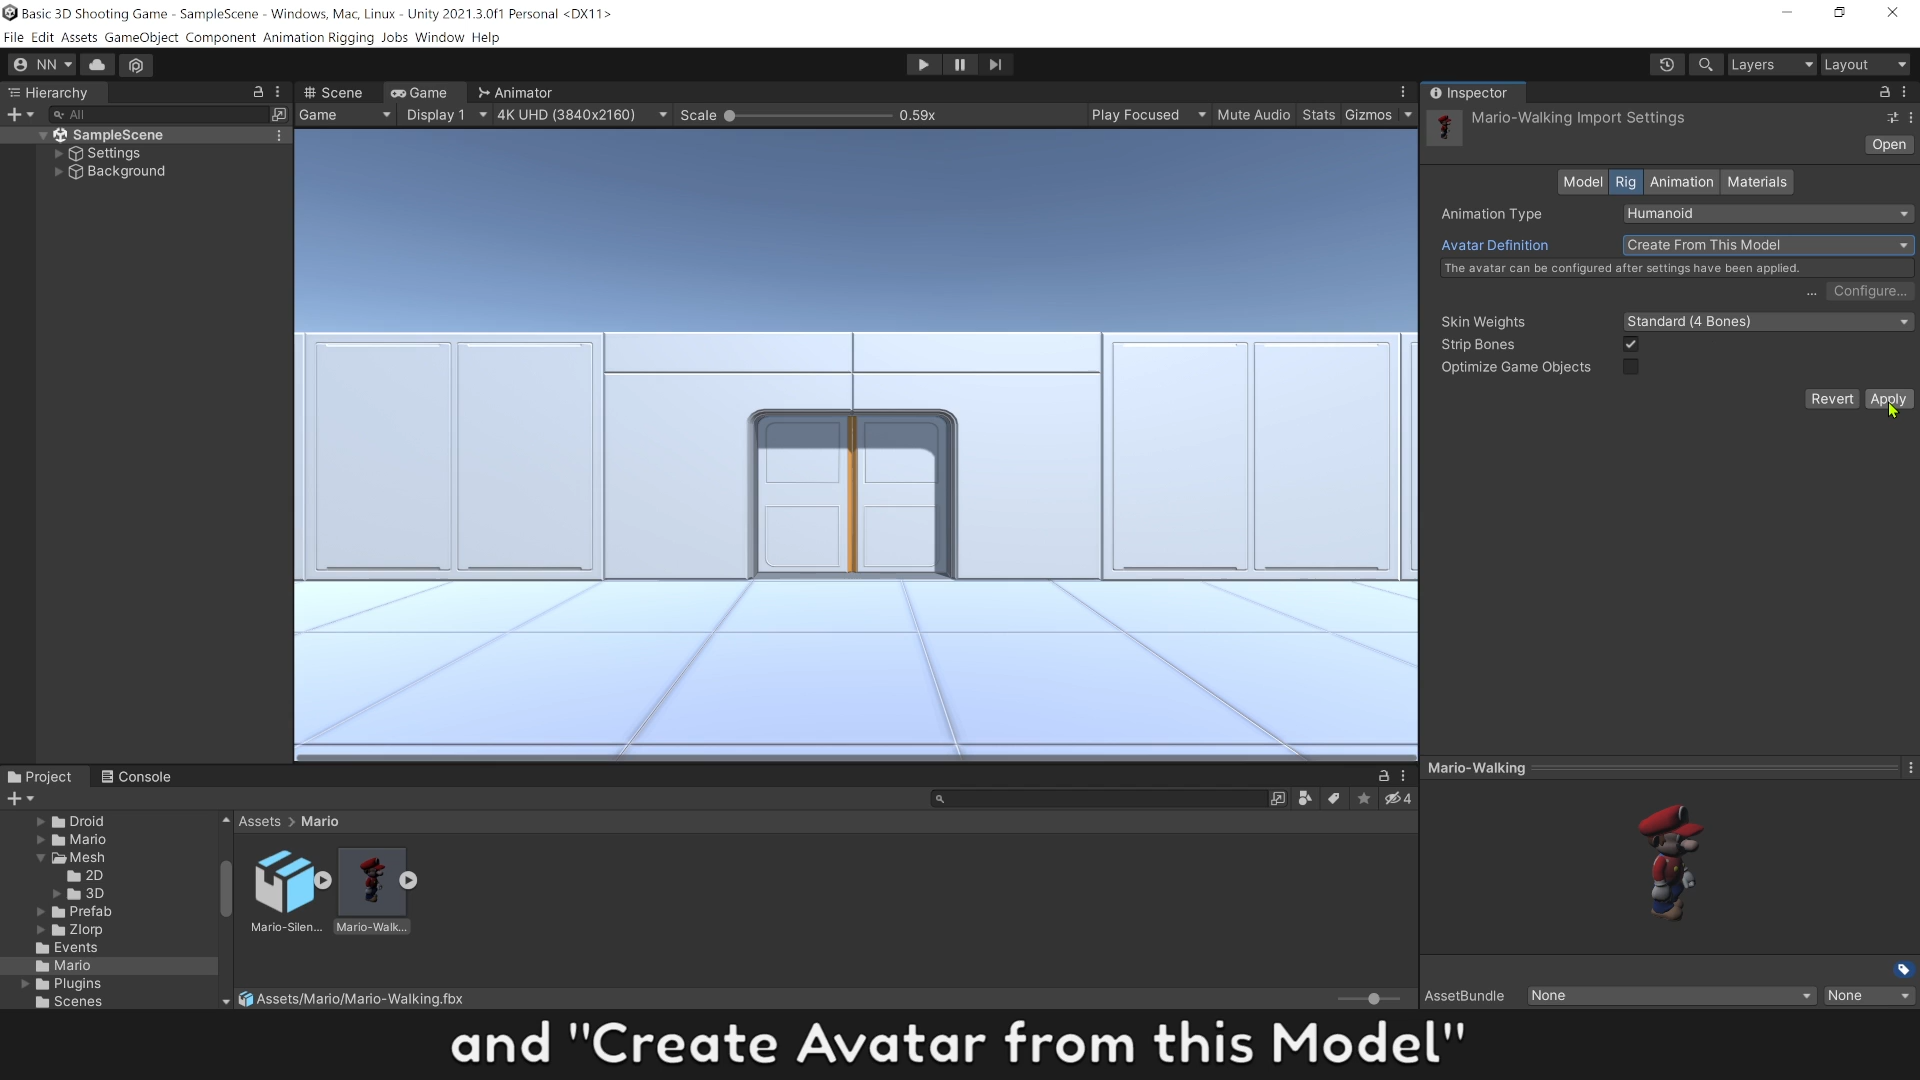 Basic 3D Shooting Game - SampleScene - Windows, Mac, Linux - Unity 2021.3.0f1 Personal <DX11>
File Edit Assets GameObject Component Animation Rigging Jobs Window Help
NN
Layers
Layout
Hierarchy
All
SampleScene
Settings
Background
Scene Game Animator
Game Display 1 4K UHD (3840x2160) Scale 0.59x Play Focused Mute Audio Stats Gizmos
Inspector
Mario-Walking Import Settings
Open
Model Rig Animation Materials
Animation Type Humanoid
Avatar Definition Create From This Model
The avatar can be configured after settings have been applied.
... Configure...
Skin Weights Standard (4 Bones)
Strip Bones
Optimize Game Objects
Revert Apply
Project Console
4
Droid
Mario
Mesh
2D
3D
Prefab
Zlorp
Events
Mario
Plugins
Scenes
Assets > Mario
Mario-Silen... Mario-Walk...
Assets/Mario/Mario-Walking.fbx
Mario-Walking
AssetBundle None None
and "Create Avatar from this Model"